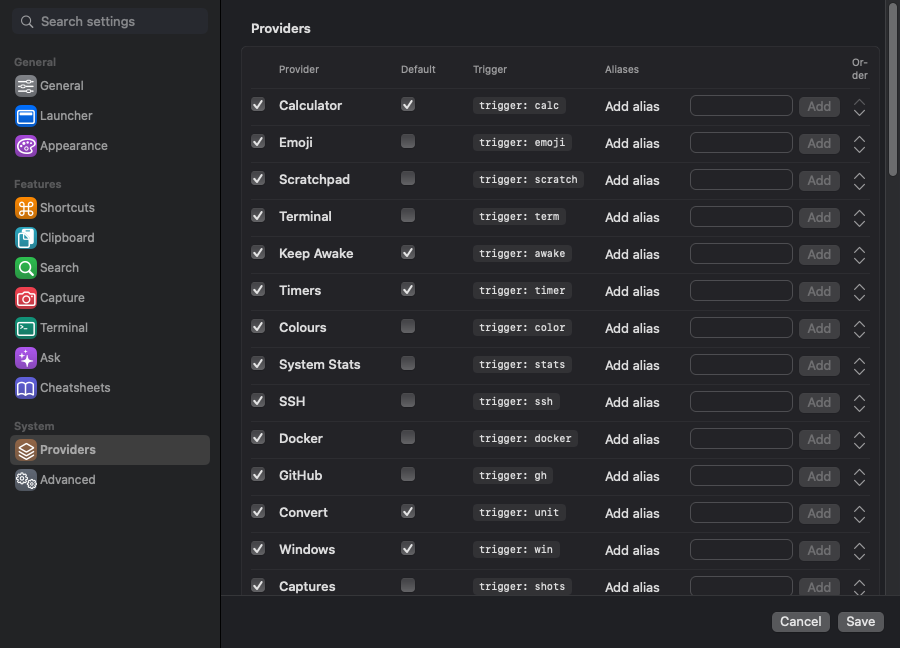 Search settings
General
General
Launcher
Appearance
Features
Shortcuts
Clipboard
Search
Capture
Terminal
Ask
Cheatsheets
System
Providers
Advanced
Providers
Provider Default Trigger Aliases Or-
der
Calculator trigger: calc Add alias Add
Emoji trigger: emoji Add alias Add
Scratchpad trigger: scratch Add alias Add
Terminal trigger: term Add alias Add
Keep Awake trigger: awake Add alias Add
Timers trigger: timer Add alias Add
Colours trigger: color Add alias Add
System Stats trigger: stats Add alias Add
SSH trigger: ssh Add alias Add
Docker trigger: docker Add alias Add
GitHub trigger: gh Add alias Add
Convert trigger: unit Add alias Add
Windows trigger: win Add alias Add
Captures trigger: shots Add alias Add
Cancel Save